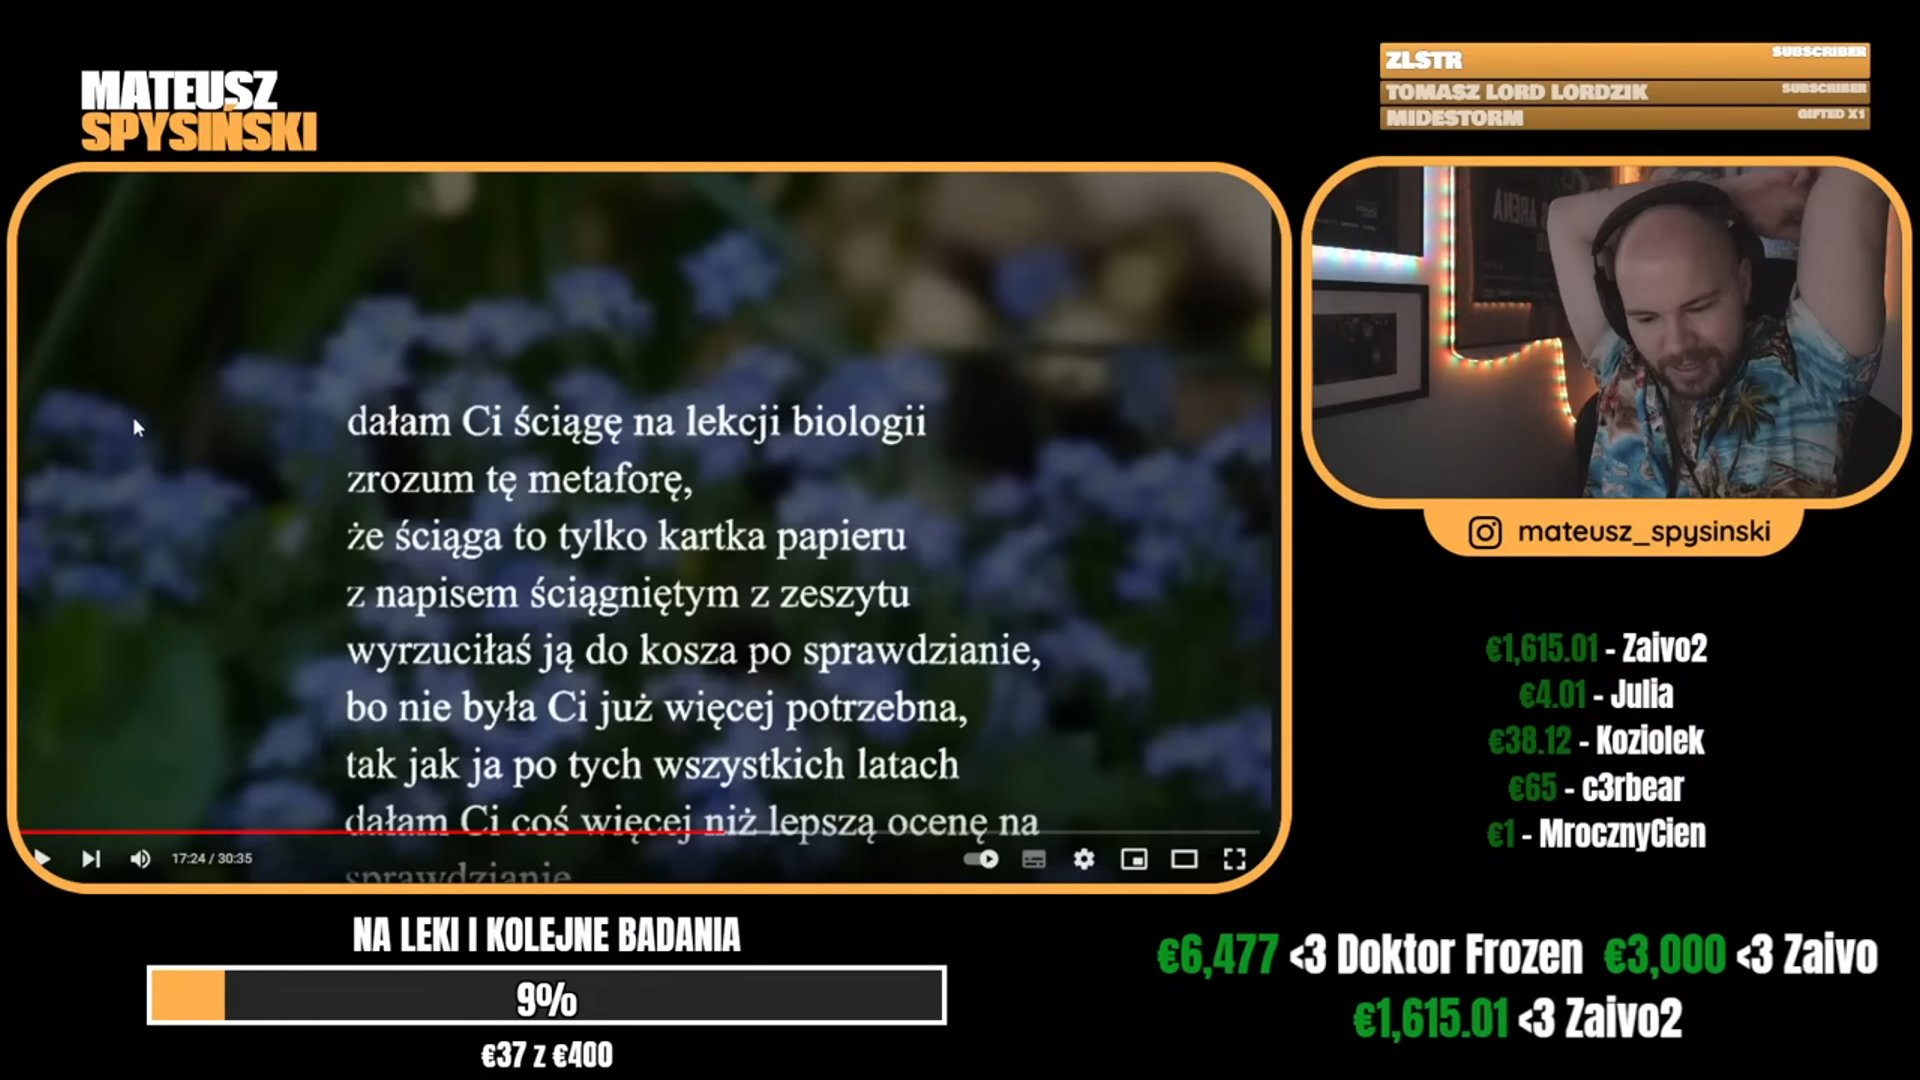 MATEUSZ
SPYSIŃSKI
ZLSTR SUBSCRIBER
TOMASZ LORD LORDZIK SUBSCRIBER
MIDESTORM GIFTED X1
dałam Ci ściągę na lekcji biologii
zrozum tę metaforę,
że ściąga to tylko kartka papieru
z napisem ściągniętym z zeszytu
wyrzuciłaś ją do kosza po sprawdzianie,
bo nie była Ci już więcej potrzebna,
tak jak ja po tych wszystkich latach
dałam Ci coś więcej niż lepszą ocenę na
sprawdzianie
17:24 / 30:35
ARENA
mateusz_spysinski
€1,615.01 - Zaivo2
€4.01 - Julia
€38.12 - Koziolek
€65 - c3rbear
€1 - MrocznyCien
NA LEKI I KOLEJNE BADANIA
9%
€37 z €400
€6,477 <3 Doktor Frozen €3,000 <3 Zaivo
€1,615.01 <3 Zaivo2